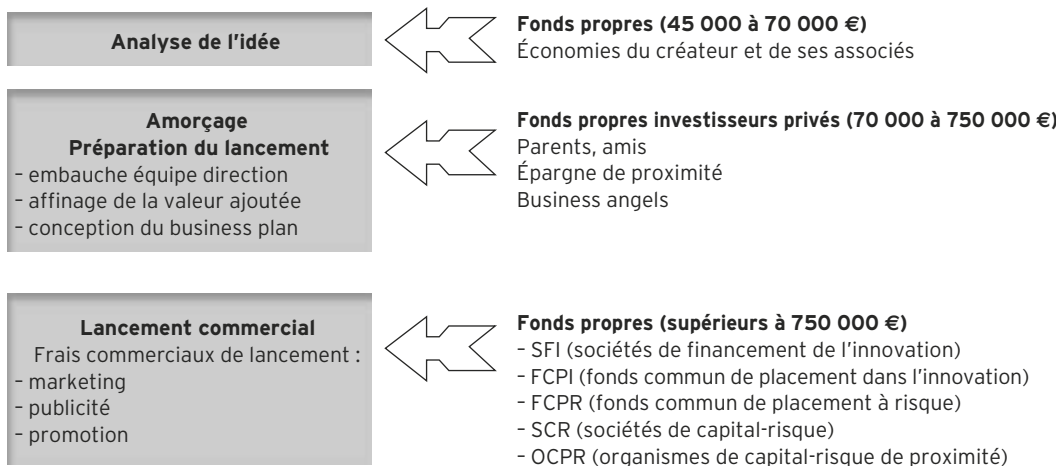 Analyse de l’idée
Fonds propres (45 000 à 70 000 €)
Économies du créateur et de ses associés
Amorçage
Préparation du lancement
– embauche équipe direction
– affinage de la valeur ajoutée
– conception du business plan
Fonds propres investisseurs privés (70 000 à 750 000 €)
Parents, amis
Épargne de proximité
Business angels
Lancement commercial
Frais commerciaux de lancement :
– marketing
– publicité
– promotion
Fonds propres (supérieurs à 750 000 €)
– SFI (sociétés de financement de l’innovation)
– FCPI (fonds commun de placement dans l’innovation)
– FCPR (fonds commun de placement à risque)
– SCR (sociétés de capital-risque)
– OCPR (organismes de capital-risque de proximité)